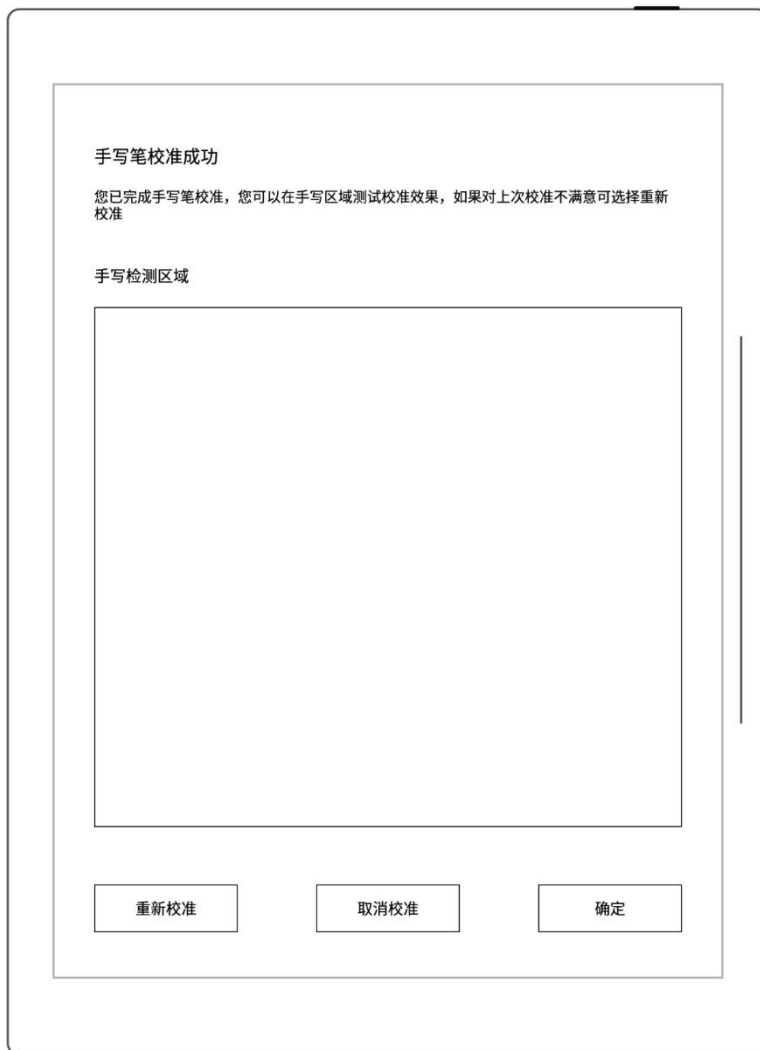 手写笔校准成功
您已完成手写笔校准，您可以在手写区域测试校准效果，如果对上次校准不满意可选择重新
校准
手写检测区域
重新校准
取消校准
确定